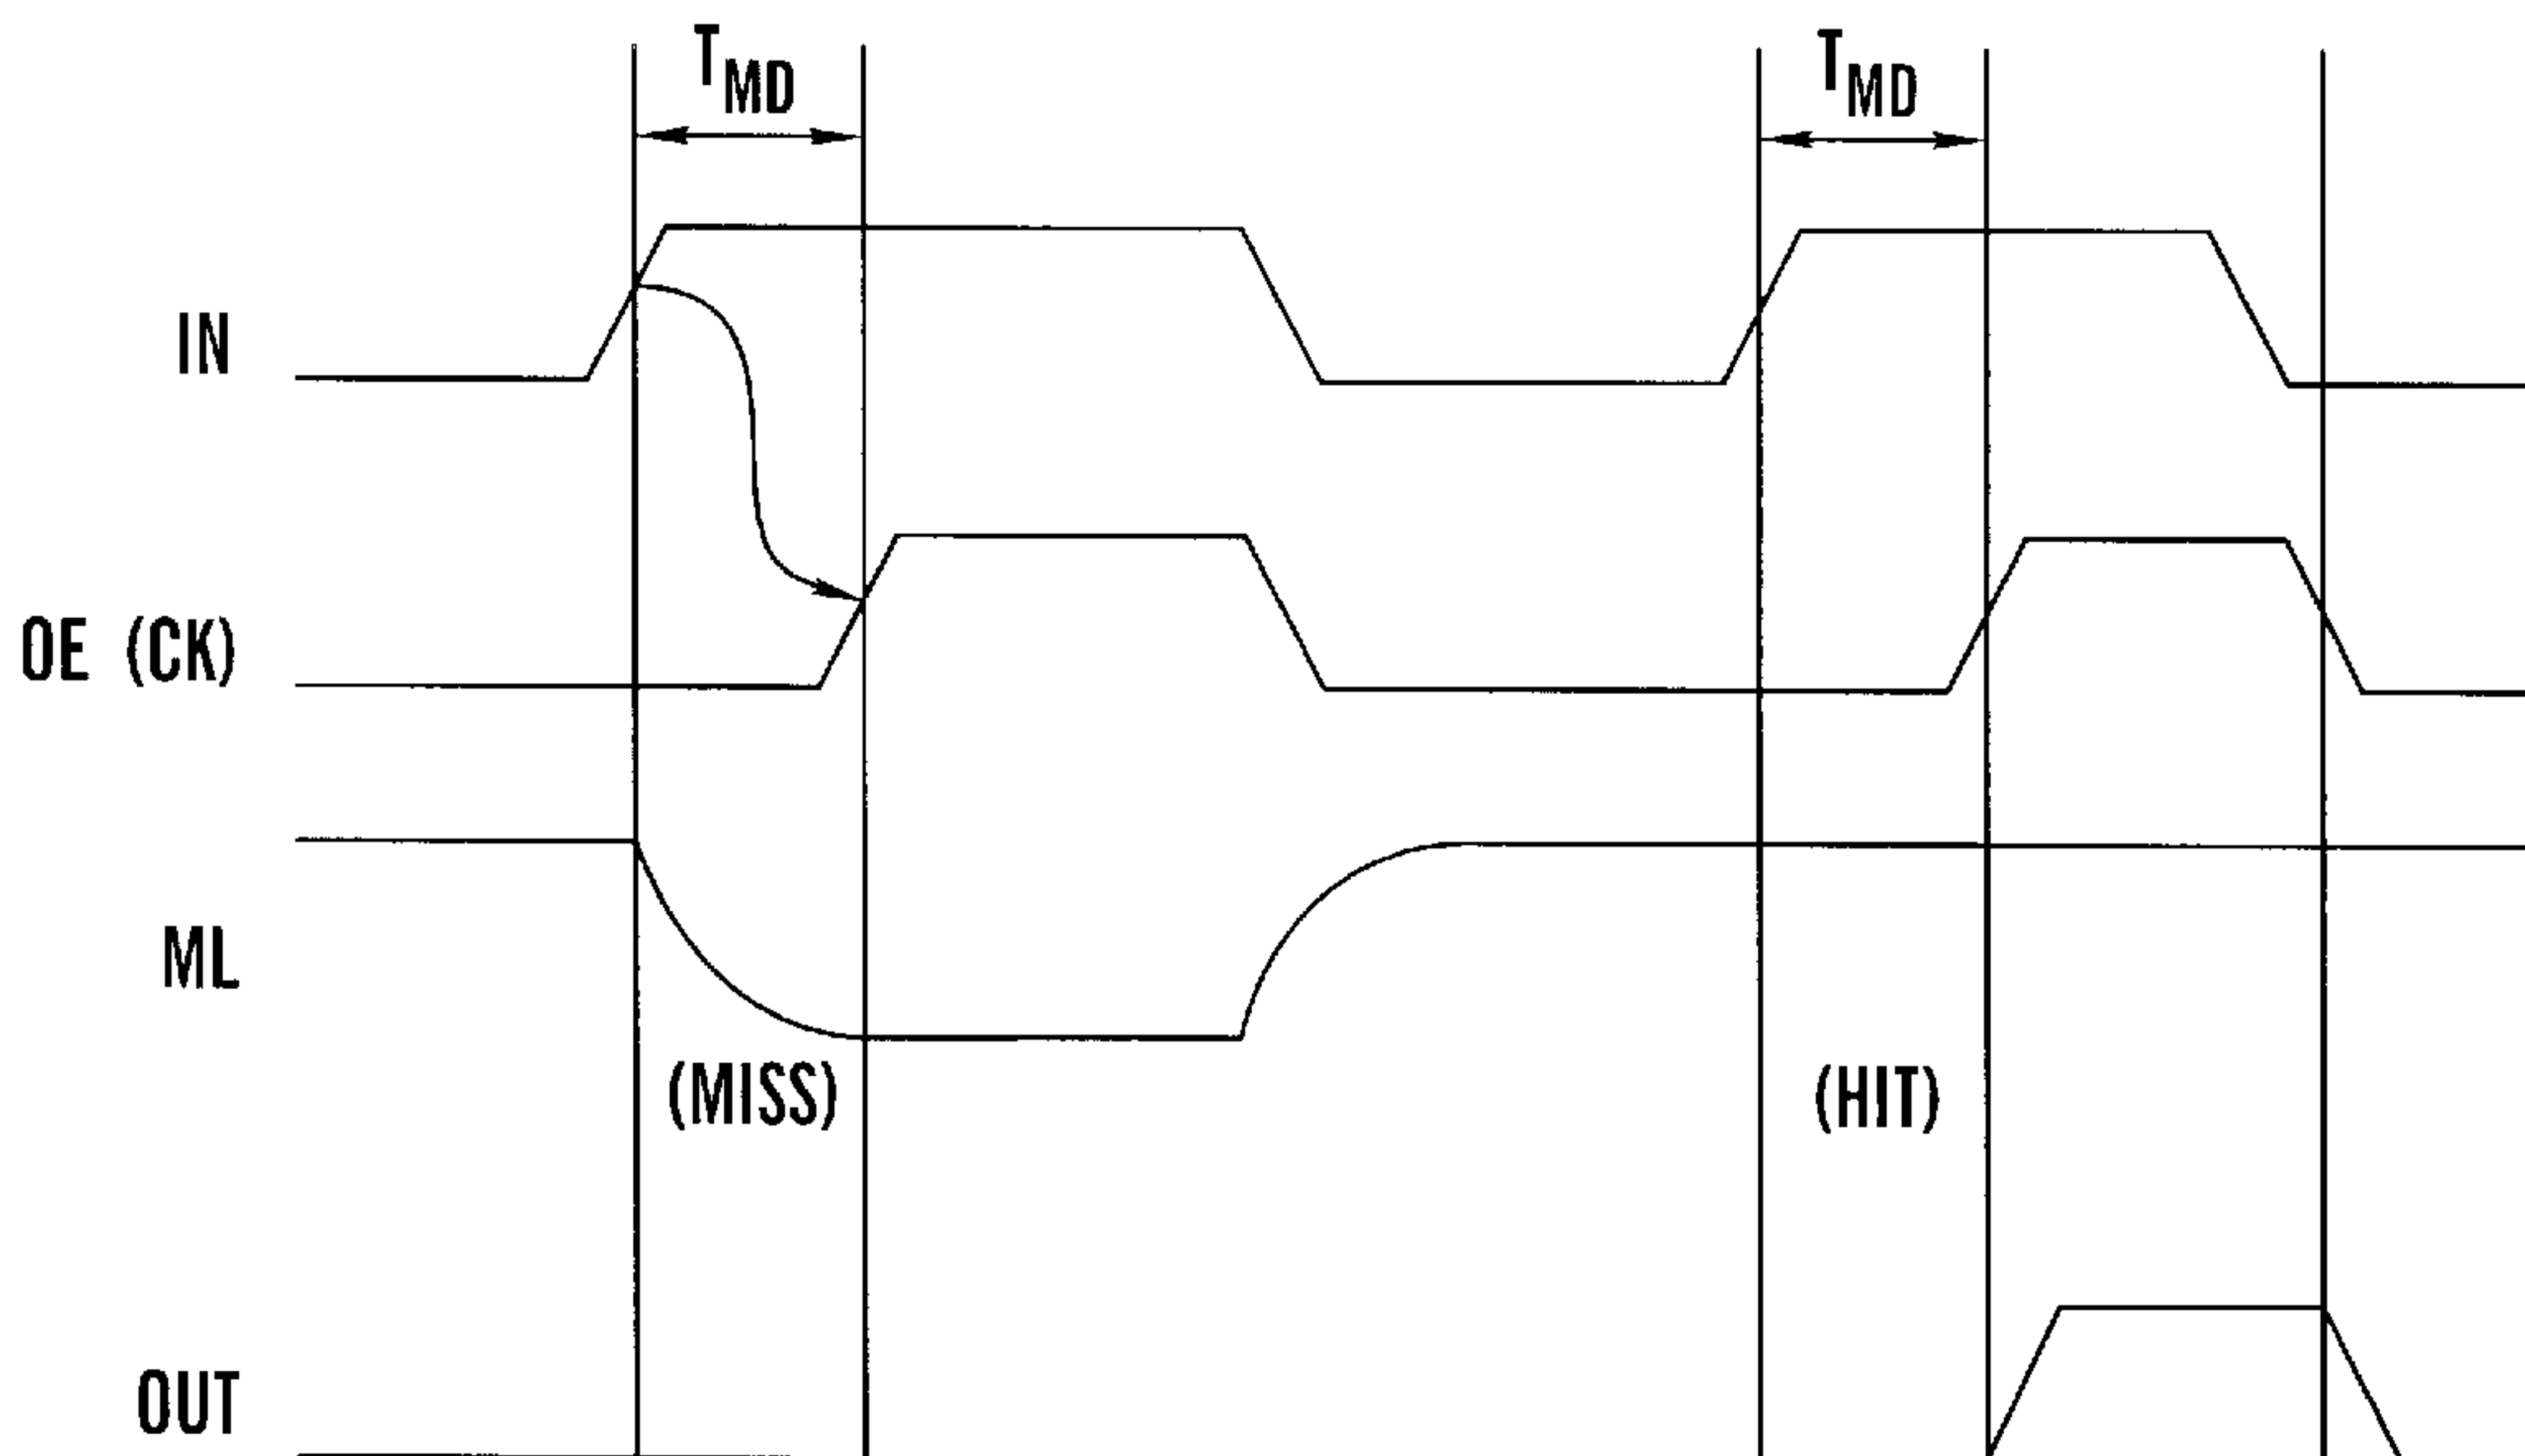 T_MD T_MD
IN
OE (CK)
ML
(MISS) (HIT)
OUT